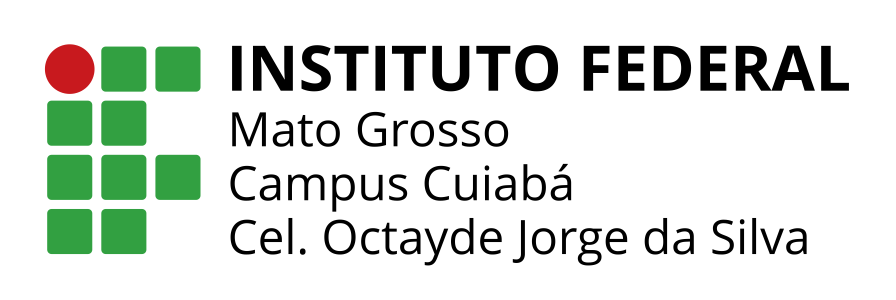 INSTITUTO FEDERAL
Mato Grosso
Campus Cuiabá
Cel. Octayde Jorge da Silva